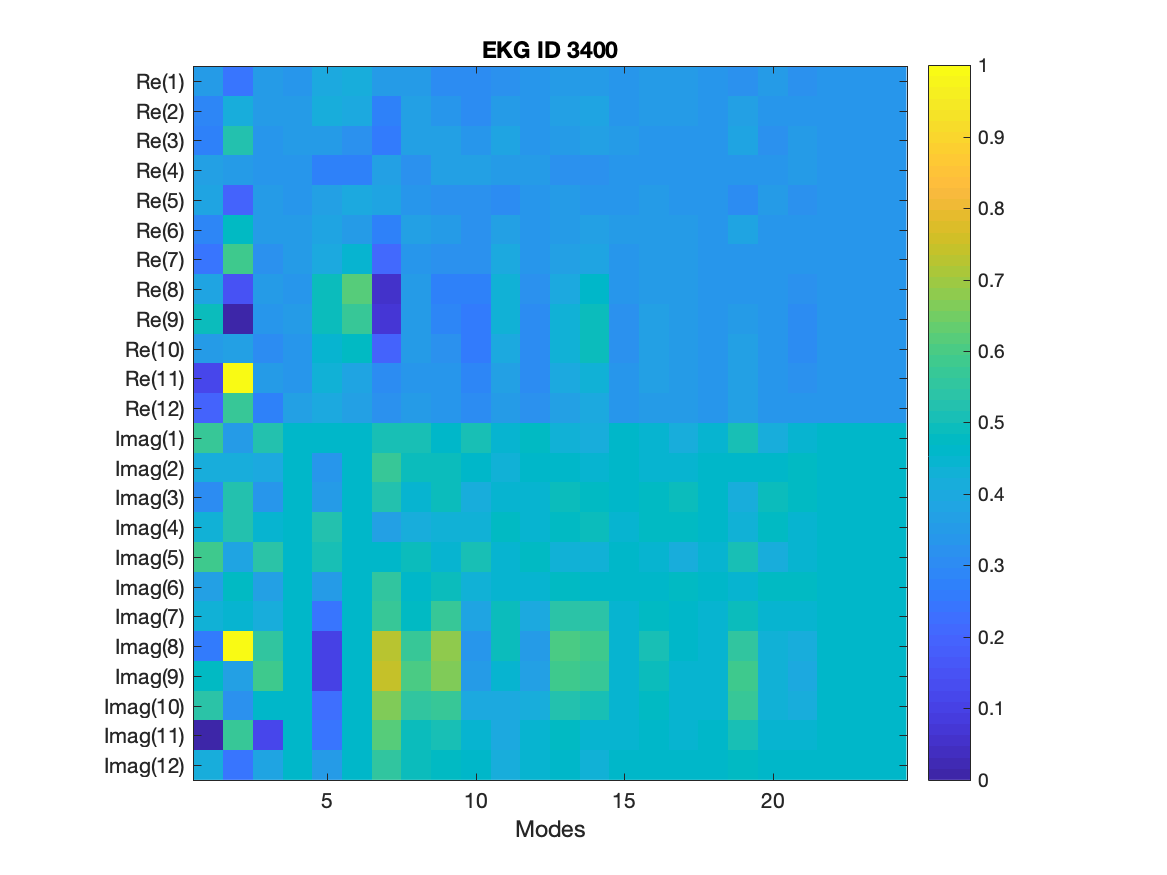 EKG ID 3400
Re(1)
Re(2)
Re(3)
Re(4)
Re(5)
Re(6)
Re(7)
Re(8)
Re(9)
Re(10)
Re(11)
Re(12)
Imag(1)
Imag(2)
Imag(3)
Imag(4)
Imag(5)
Imag(6)
Imag(7)
Imag(8)
Imag(9)
Imag(10)
Imag(11)
Imag(12)
5 10 15 20
Modes
1
0.9
0.8
0.7
0.6
0.5
0.4
0.3
0.2
0.1
0